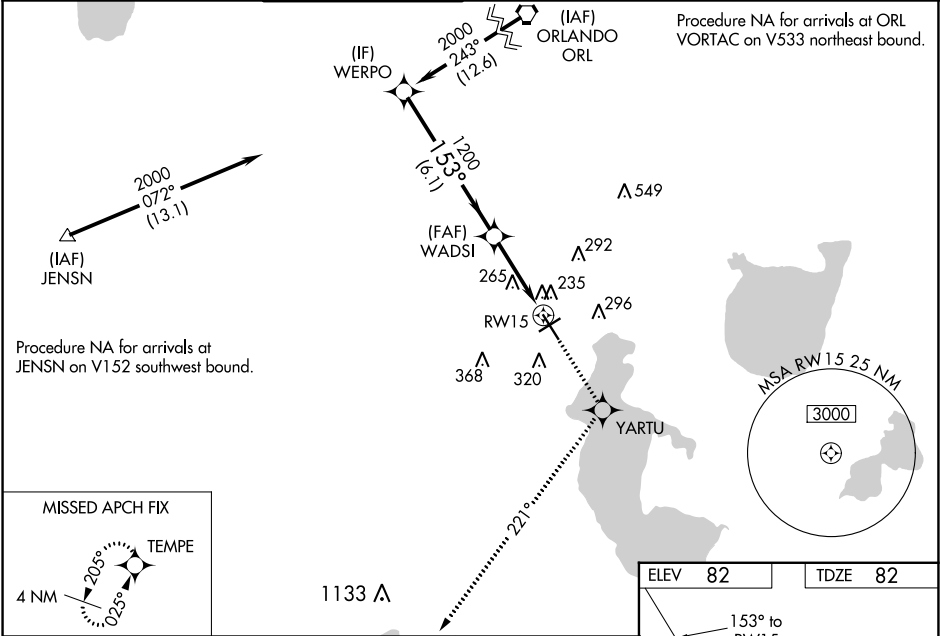 Procedure NA for arrivals at ORL
VORTAC on V533 northeast bound.
(IAF)
ORLANDO
ORL
2000
243°
(12.6)
(IF)
WERPO
1200
153°
(6.1)
2000
072°
(13.1)
(IAF)
JENSN
549
(FAF)
WADSI
292
265
235
296
RW15
Procedure NA for arrivals at
JENSN on V152 southwest bound.
368
320
MSA RW15 25 NM
3000
YARTU
221°
MISSED APCH FIX
TEMPE
205°
025°
4 NM
1133
ELEV 82
TDZE 82
153° to
RW15